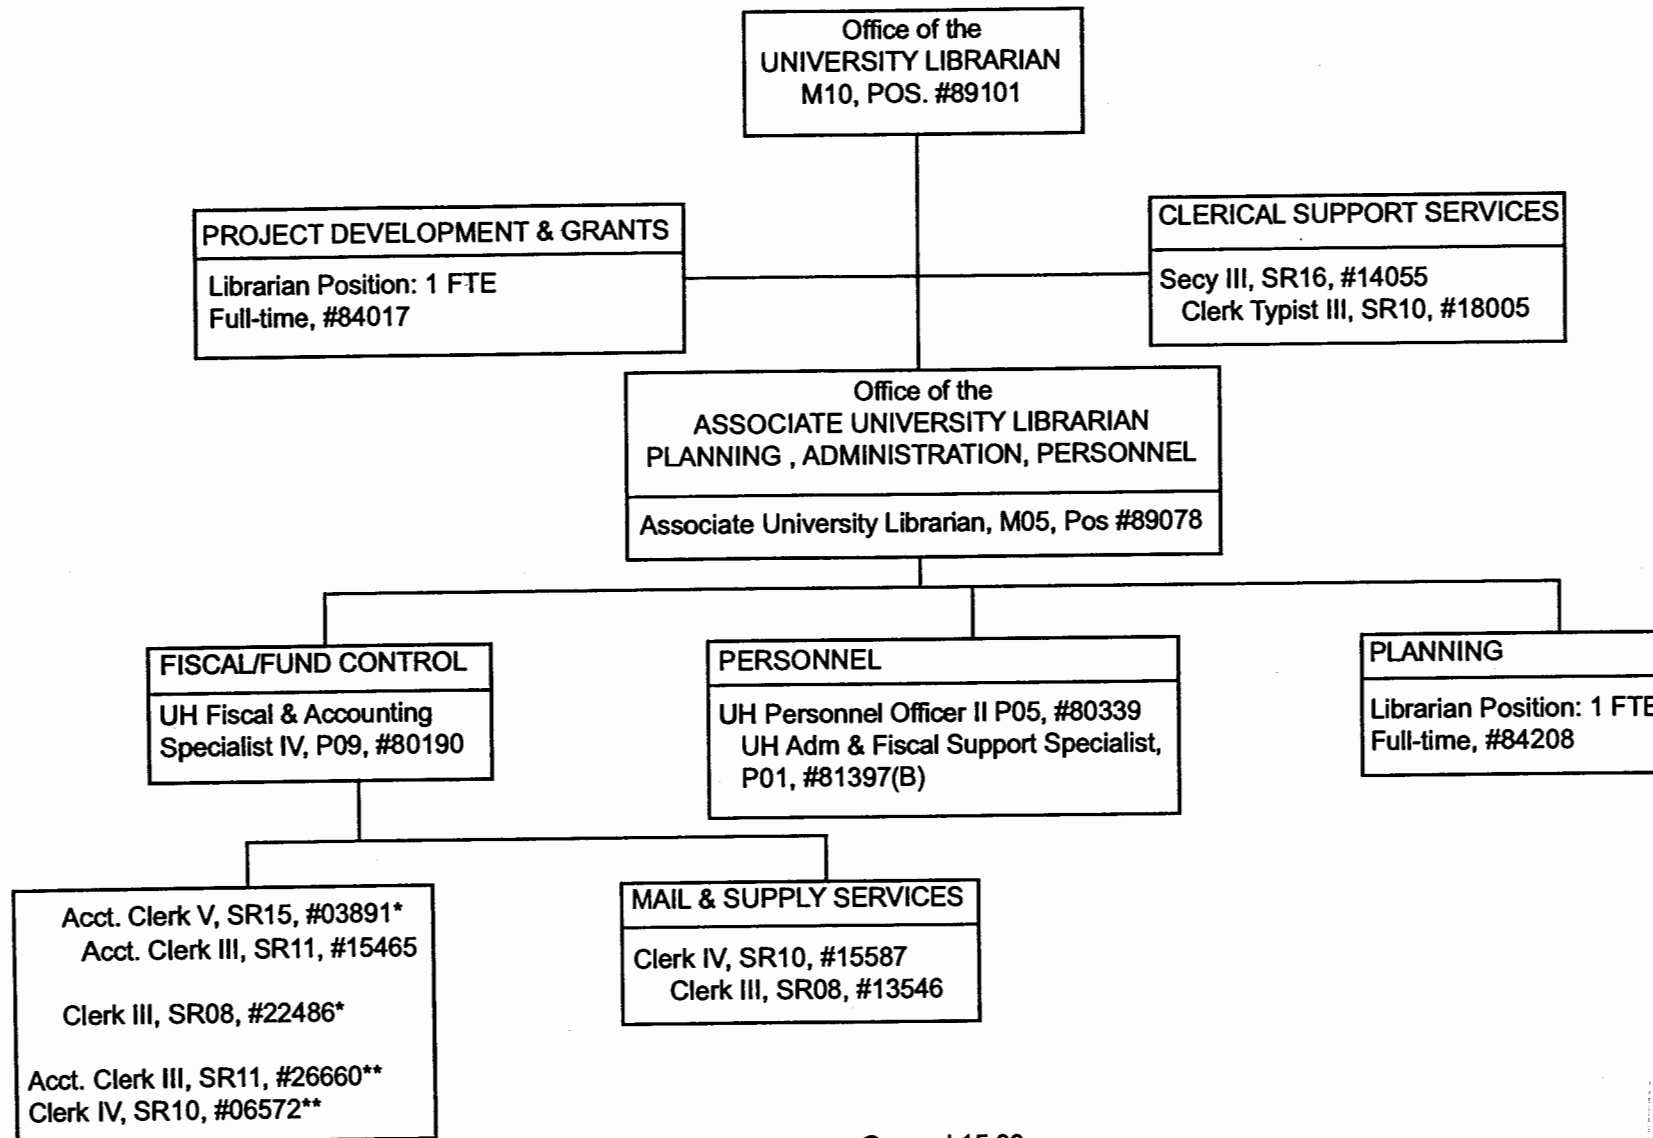 Office of the
UNIVERSITY LIBRARIAN
M10, POS. #89101
PROJECT DEVELOPMENT & GRANTS
Librarian Position: 1 FTE
Full-time, #84017
CLERICAL SUPPORT SERVICES
Secy III, SR16, #14055
Clerk Typist III, SR10, #18005
Office of the
ASSOCIATE UNIVERSITY LIBRARIAN
PLANNING , ADMINISTRATION, PERSONNEL
Associate University Librarian, M05, Pos #89078
FISCAL/FUND CONTROL
UH Fiscal & Accounting
Specialist IV, P09, #80190
PERSONNEL
UH Personnel Officer II P05, #80339
UH Adm & Fiscal Support Specialist,
P01, #81397(B)
PLANNING
Librarian Position: 1 FTE
Full-time, #84208
Acct. Clerk V, SR15, #03891*
Acct. Clerk III, SR11, #15465
Clerk III, SR08, #22486*
Acct. Clerk III, SR11, #26660**
Clerk IV, SR10, #06572**
MAIL & SUPPLY SERVICES
Clerk IV, SR10, #15587
Clerk III, SR08, #13546